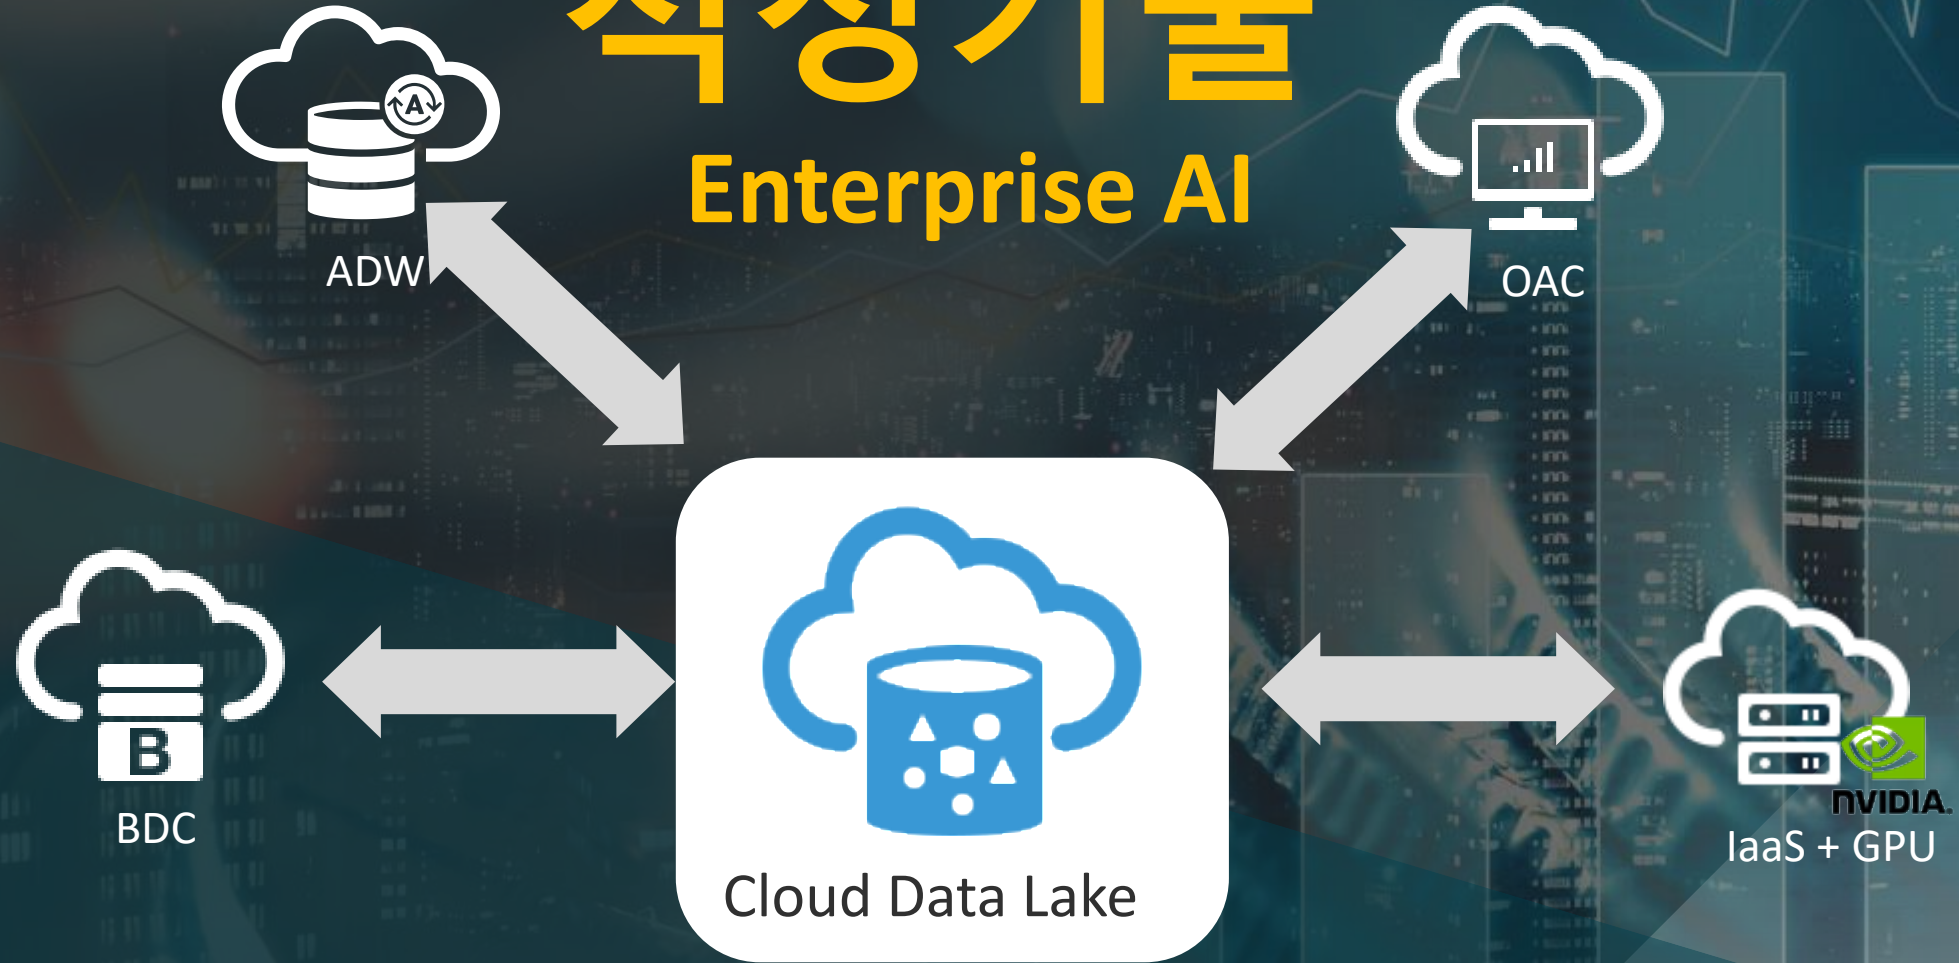 Enterprise AI
A
ADW
OAC
B
BDC
Cloud Data Lake
NVIDIA.
IaaS + GPU